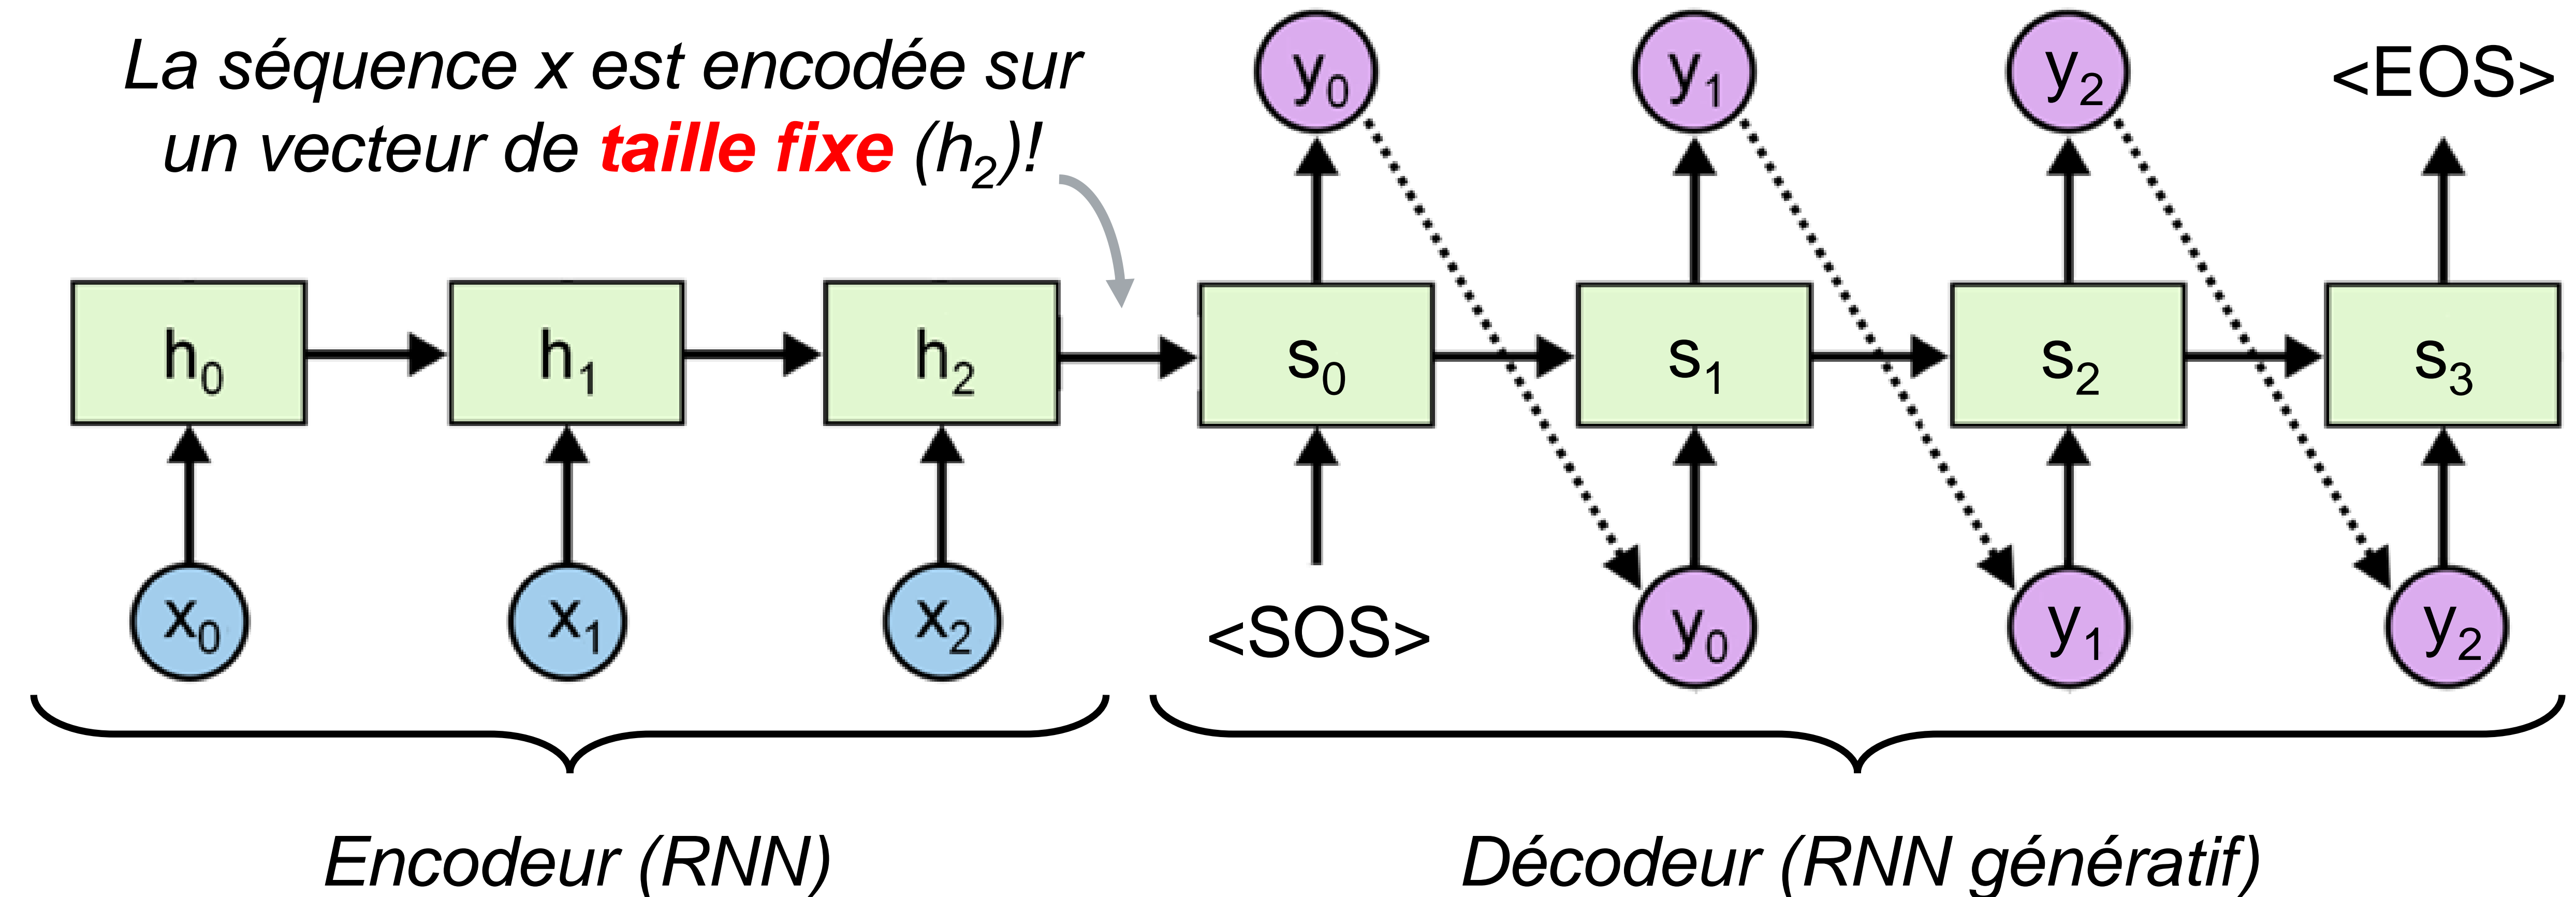 La séquence x est encodée sur
un vecteur de taille fixe (h₂)!
y₀ y₁ y₂ <EOS>
h₀ h₁ h₂ s₀ s₁ s₂ s₃
x₀ x₁ x₂ <SOS> y₀ y₁ y₂
Encodeur (RNN) Décodeur (RNN génératif)